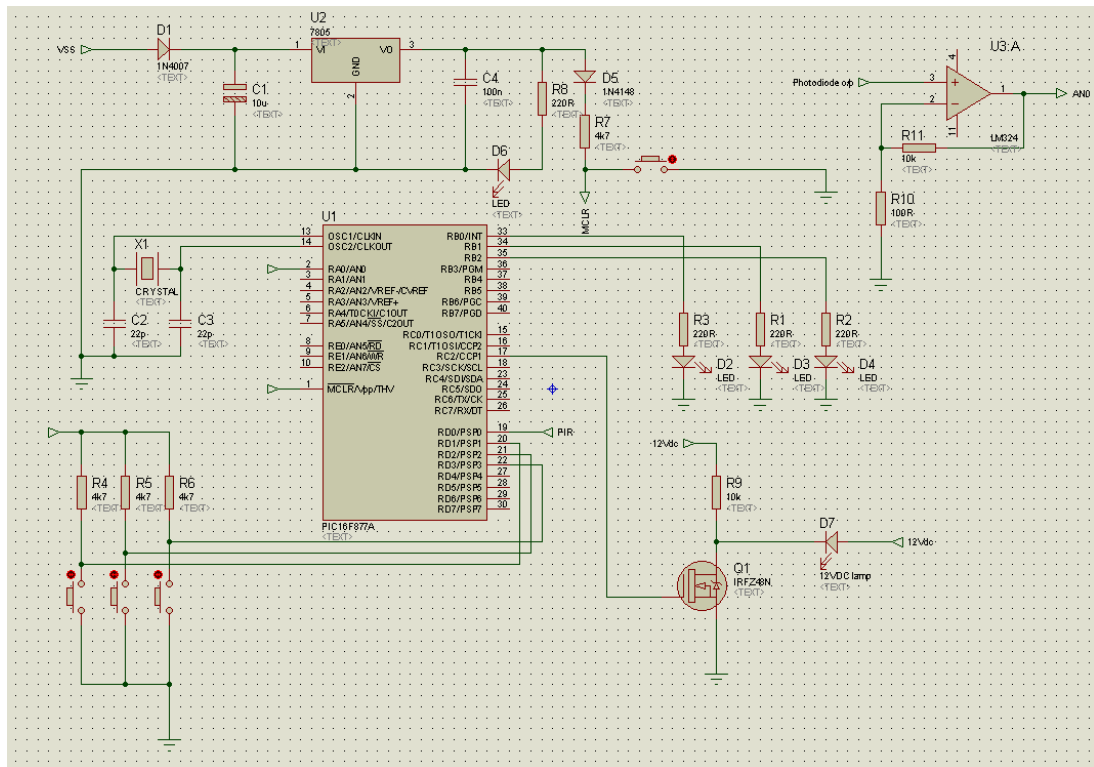 VSS
D1
1N4007
<TEXT>
C1
10u
<TEXT>
U2
7805
<TEXT>
1
VI
VO
3
GND
2
C4
100n
<TEXT>
R8
220R
<TEXT>
D5
1N4148
<TEXT>
R7
4k7
<TEXT>
D6
LED
<TEXT>
MCLR
U3:A
Photodiode o/p
3
2
4
11
1
AN0
LM324
<TEXT>
R11
10k
<TEXT>
R10
100R
<TEXT>
X1
CRYSTAL
<TEXT>
C2
22p
<TEXT>
C3
22p
<TEXT>
U1
13 OSC1/CLKIN
14 OSC2/CLKOUT
2 RA0/AN0
3 RA1/AN1
4 RA2/AN2/VREF-/CVREF
5 RA3/AN3/VREF+
6 RA4/T0CKI/C1OUT
7 RA5/AN4/SS/C2OUT
8 RE0/AN5/RD
9 RE1/AN6/WR
10 RE2/AN7/CS
1 MCLR/Vpp/THV
RB0/INT 33
RB1 34
RB2 35
RB3/PGM 36
RB4 37
RB5 38
RB6/PGC 39
RB7/PGD 40
RC0/T1OSO/T1CKI 15
RC1/T1OSI/CCP2 16
RC2/CCP1 17
RC3/SCK/SCL 18
RC4/SDI/SDA 23
RC5/SDO 24
RC6/TX/CK 25
RC7/RX/DT 26
RD0/PSP0 19
RD1/PSP1 20
RD2/PSP2 21
RD3/PSP3 22
RD4/PSP4 27
RD5/PSP5 28
RD6/PSP6 29
RD7/PSP7 30
PIC16F877A
<TEXT>
PIR
R3
220R
<TEXT>
R1
220R
<TEXT>
R2
220R
<TEXT>
D2
LED
<TEXT>
D3
LED
<TEXT>
D4
LED
<TEXT>
R4
4k7
<TEXT>
R5
4k7
<TEXT>
R6
4k7
<TEXT>
12Vdc
R9
10k
<TEXT>
D7
12VDC lamp
<TEXT>
12Vdc
Q1
IRFZ48N
<TEXT>